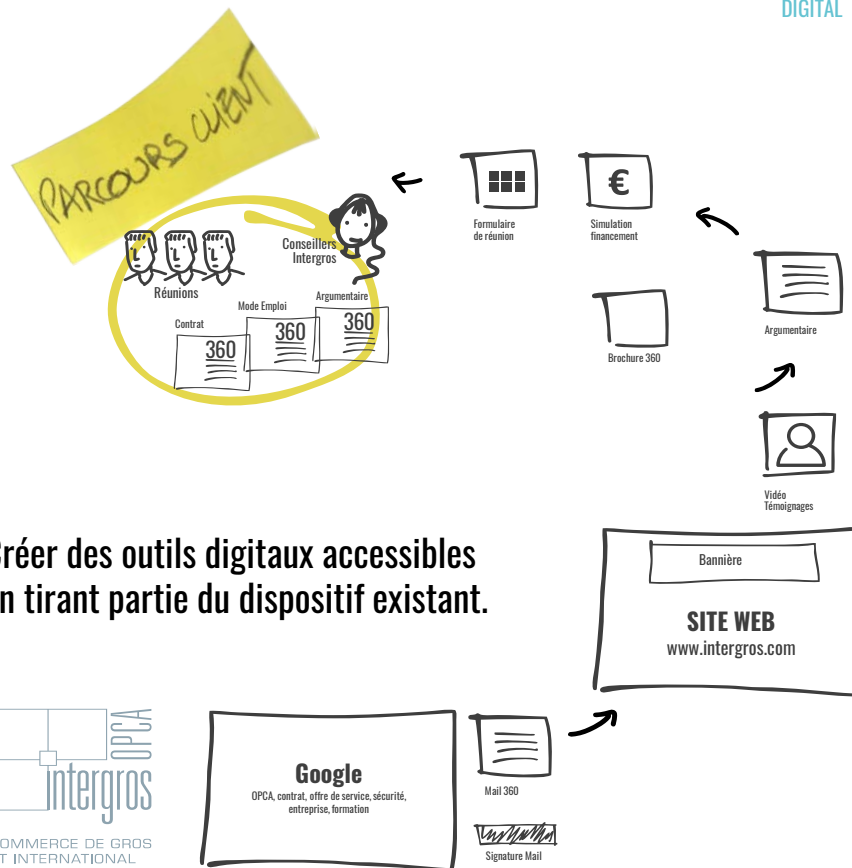 DIGITAL
PARCOURS CLIENT
Formulaire
de réunion
Simulation
financement
€
Conseillers
Intergros
Réunions
Argumentaire
Mode Emploi
Contrat
360
360
360
Brochure 360
Argumentaire
Vidéo
Témoignages
Créer des outils digitaux accessibles
n tirant partie du dispositif existant.
Bannière
SITE WEB
www.intergros.com
Google
OPCA, contrat, offre de service, sécurité,
entreprise, formation
Mail 360
Signature Mail
intergros OPCA
OMMERCE DE GROS
T INTERNATIONAL